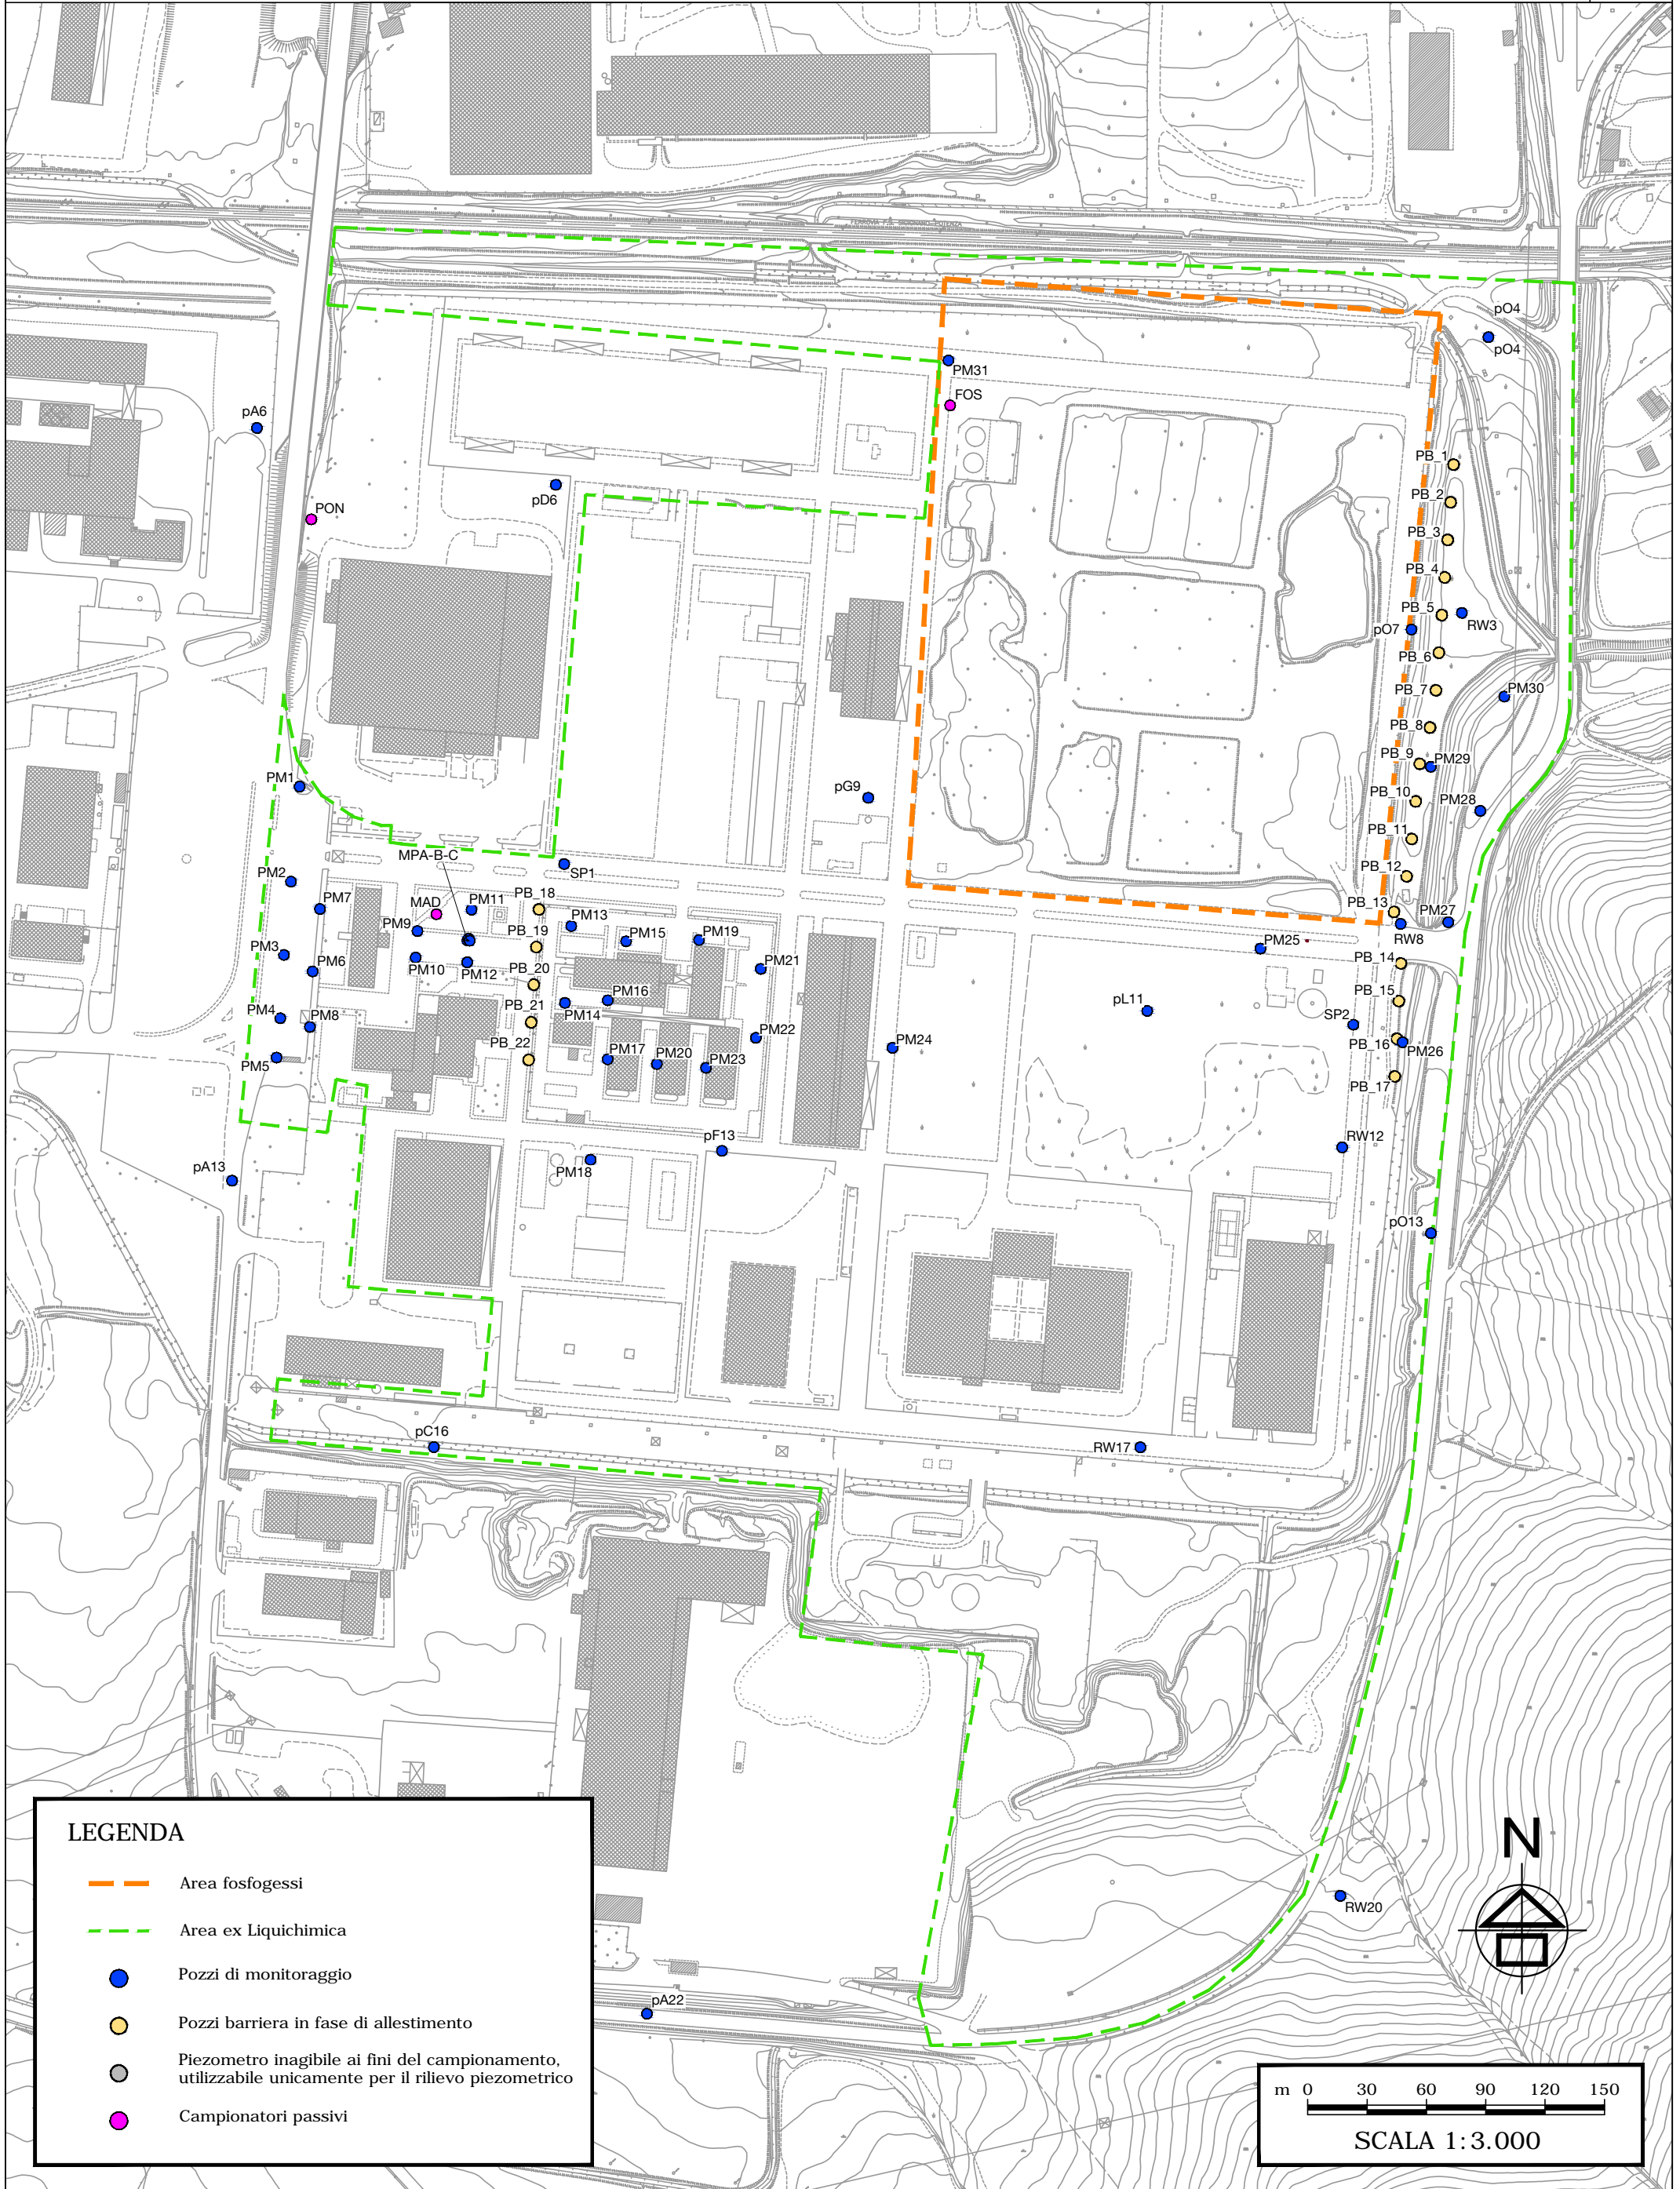 pO4
pO4
PM31
FOS
pA6
PB_1
pD6
PB_2
PON
PB_3
PB_4
PB_5
RW3
pO7
PB_6
PB_7
PM30
PB_8
PB_9
PM29
PM1
pG9
PB_10
PM28
PB_11
MPA-B-C
SP1
PB_12
PM2
MAD
PM11
PB_18
PM7
PB_13
PM27
PM9
PM13
PB_19
PM15
PM19
RW8
PM3
PM25
PM6
PM10
PM12
PB_20
PM21
PB_14
PM16
PB_21
PM14
pL11
PB_15
PM4
PM8
SP2
PM22
PB_22
PM17
PM20
PM23
PM24
PB_16
PM26
PM5
PB_17
pF13
RW12
pA13
PM18
pO13
pC16
RW17
N
RW20
pA22
LEGENDA
Area fosfogessi
Area ex Liquichimica
Pozzi di monitoraggio
Pozzi barriera in fase di allestimento
Piezometro inagibile ai fini del campionamento,
utilizzabile unicamente per il rilievo piezometrico
Campionatori passivi
m 0 30 60 90 120 150
SCALA 1:3.000